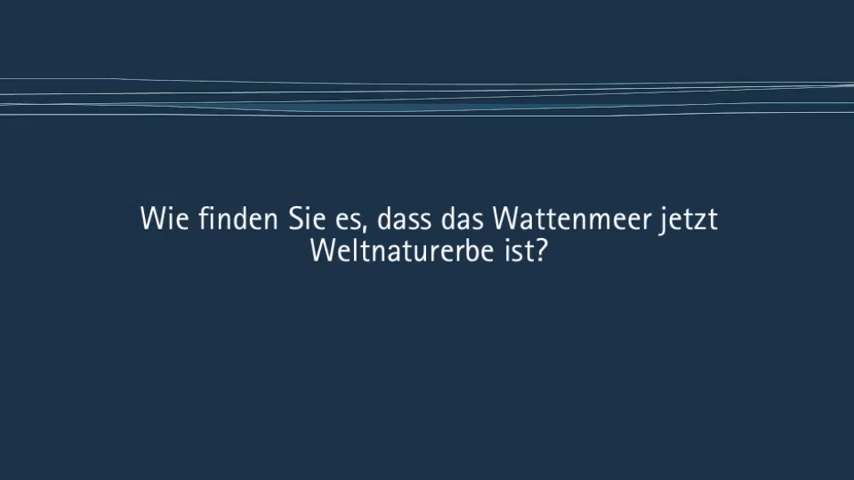 Wie finden Sie es, dass das Wattenmeer jetzt
Weltnaturerbe ist?